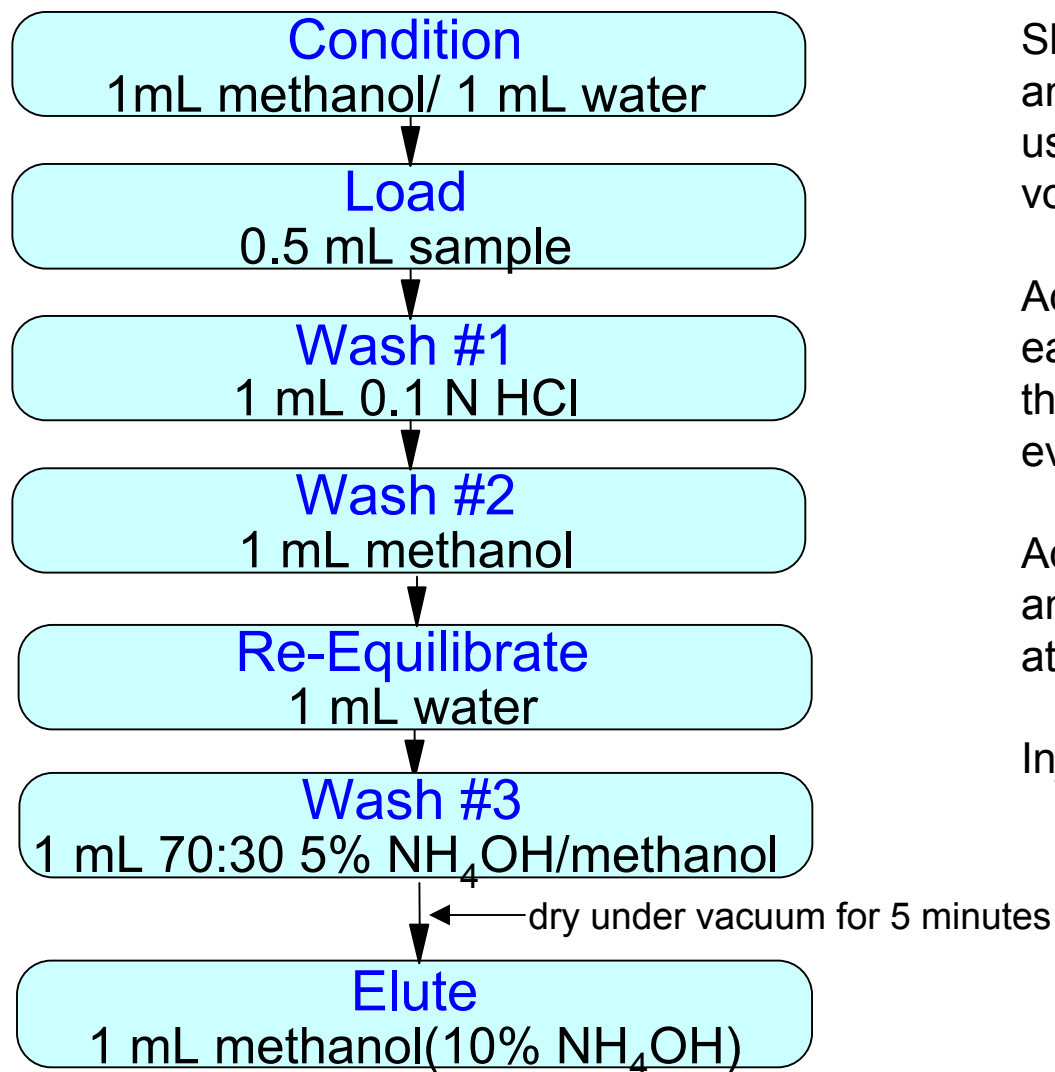 Condition
1mL methanol/ 1 mL water
Load
0.5 mL sample
Wash #1
1 mL 0.1 N HCl
Wash #2
1 mL methanol
Re-Equilibrate
1 mL water
Wash #3
1 mL 70:30 5% NH₄OH/methanol
dry under vacuum for 5 minutes
Elute
1 mL methanol(10% NH₄OH)
at